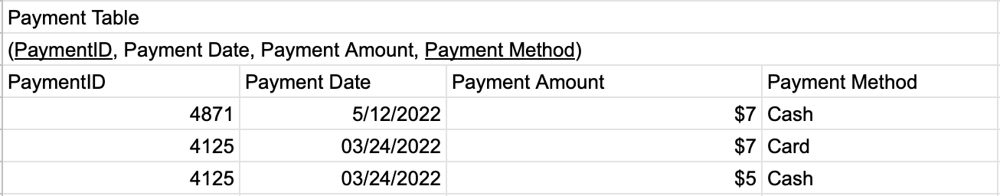 Payment Table
(PaymentID, Payment Date, Payment Amount, Payment Method)
PaymentID Payment Date Payment Amount Payment Method
4871 5/12/2022 $7 Cash
4125 03/24/2022 $7 Card
4125 03/24/2022 $5 Cash